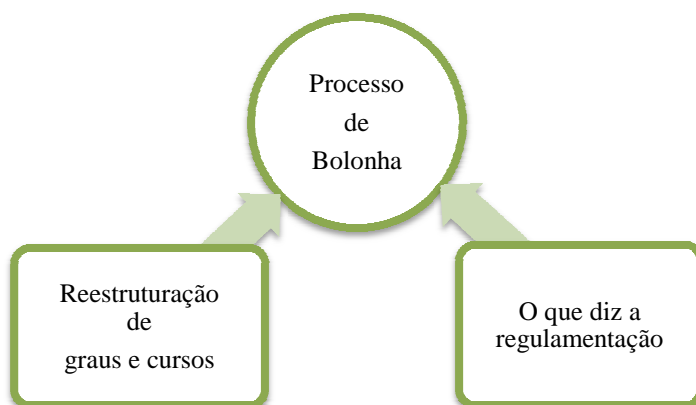 Processo
de
Bolonha
Reestruturação
de
graus e cursos
O que diz a
regulamentação